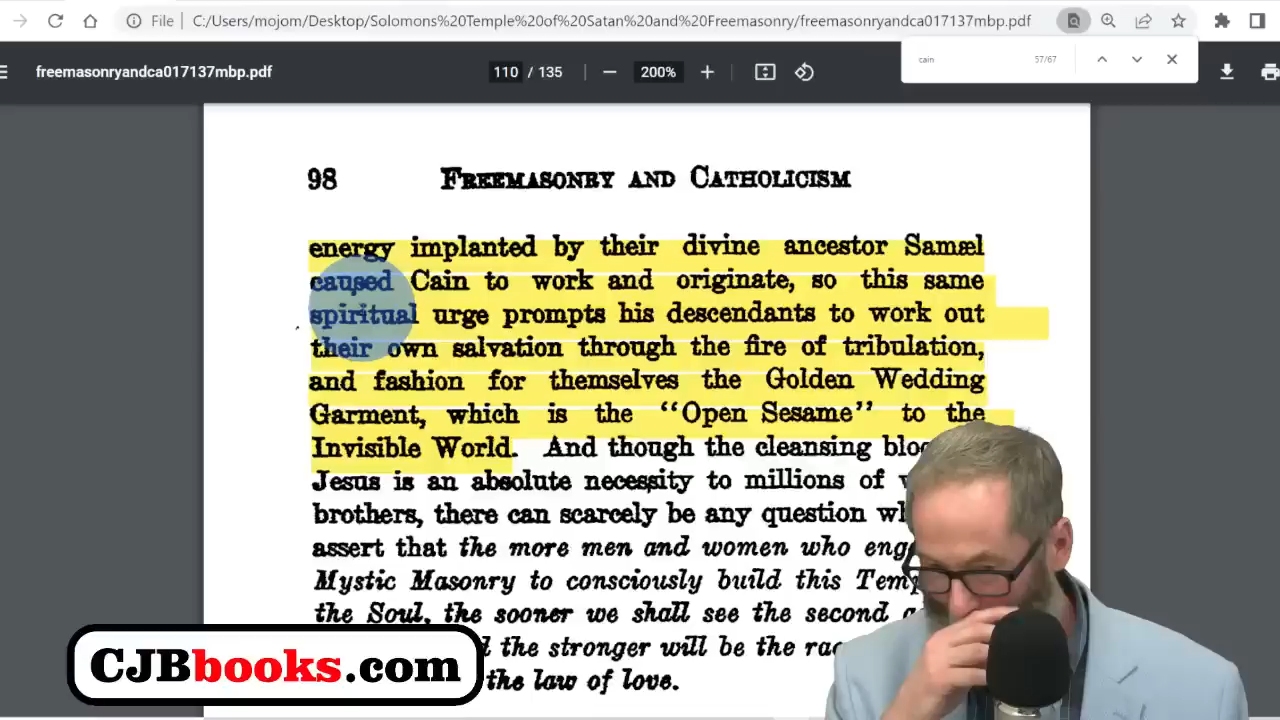 File C:/Users/mojom/Desktop/Solomons%20Temple%20of%20Satan%20and%20Freemasonry/freemasonryandca017137mbp.pdf
freemasonryandca017137mbp.pdf 110 / 135 200% cain 57/67
98 FREEMASONRY AND CATHOLICISM
energy implanted by their divine ancestor Samæl
caused Cain to work and originate, so this same
spiritual urge prompts his descendants to work out
their own salvation through the fire of tribulation,
and fashion for themselves the Golden Wedding
Garment, which is the “Open Sesame” to the
Invisible World. And though the cleansing
Jesus is an absolute necessity to millions of
brothers, there can scarcely be any question
assert that the more men and women who
Mystic Masonry to consciously build this
the Soul, the sooner we shall see the second
the stronger will be the
the law of love.
CJBbooks.com